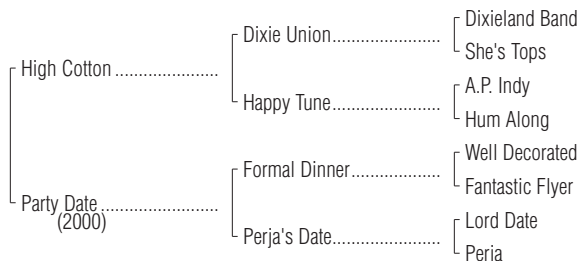 Dixieland Band
Dixie Union
She's Tops
High Cotton
A.P. Indy
Happy Tune
Hum Along
Well Decorated
Formal Dinner
Fantastic Flyer
Party Date
(2000)
Lord Date
Perja's Date
Perja